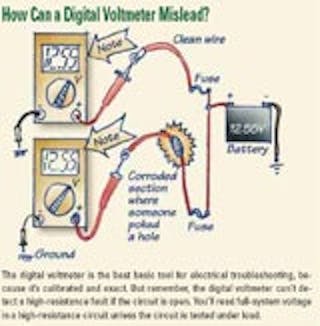 How Can a Digital Voltmeter Mislead?
Note
Clean wire
Fuse
12.55v
Battery
Note
12.55
Corroded
section
where
someone
poked
a hole
Fuse
Ground
The digital voltmeter is the best basic tool for electrical troubleshooting, be-
cause it's calibrated and exact. But remember, the digital voltmeter can't de-
tect a high-resistance fault if the circuit is open. You'll read full-system voltage
in a high-resistance circuit unless the circuit is tested under load.